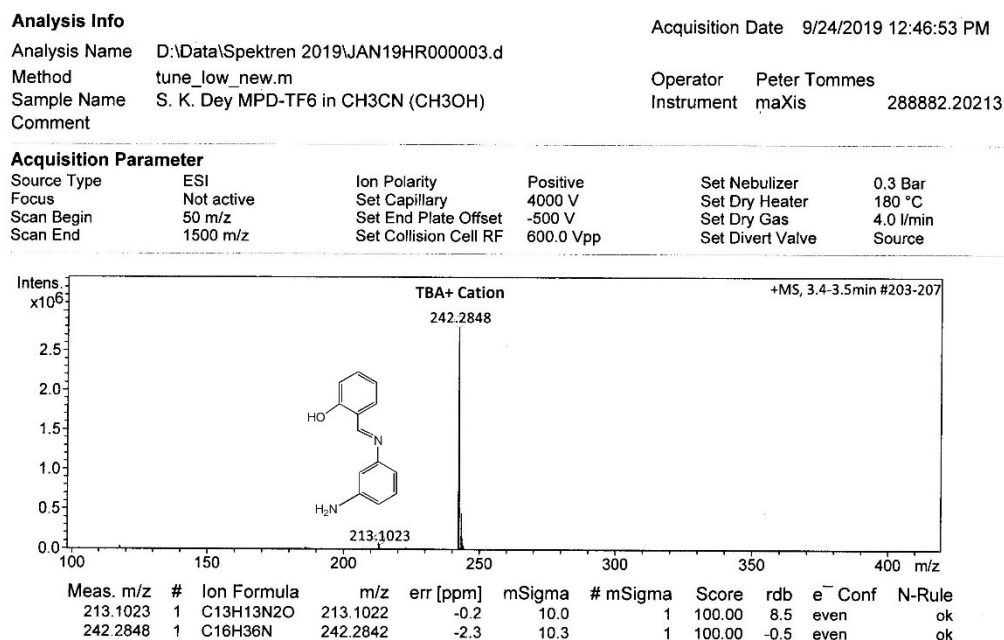 Analysis Info
Acquisition Date 9/24/2019 12:46:53 PM
Analysis Name D:\Data\Spektren 2019\JAN19HR000003.d
Method tune_low_new.m
Operator Peter Tommes
Sample Name S. K. Dey MPD-TF6 in CH3CN (CH3OH)
Instrument maXis 288882.20213
Comment
Acquisition Parameter
Source Type ESI Ion Polarity Positive Set Nebulizer 0.3 Bar
Focus Not active Set Capillary 4000 V Set Dry Heater 180 °C
Scan Begin 50 m/z Set End Plate Offset -500 V Set Dry Gas 4.0 l/min
Scan End 1500 m/z Set Collision Cell RF 600.0 Vpp Set Divert Valve Source
Intens.
x10⁶
TBA+ Cation
+MS, 3.4-3.5min #203-207
242.2848
2.5
2.0
HO
N
1.5
1.0
H₂N
0.5
213.1023
0.0
100 150 200 250 300 350 400 m/z
Meas. m/z # Ion Formula m/z err [ppm] mSigma # mSigma Score rdb e⁻ Conf N-Rule
213.1023 1 C13H13N2O 213.1022 -0.2 10.0 1 100.00 8.5 even ok
242.2848 1 C16H36N 242.2842 -2.3 10.3 1 100.00 -0.5 even ok